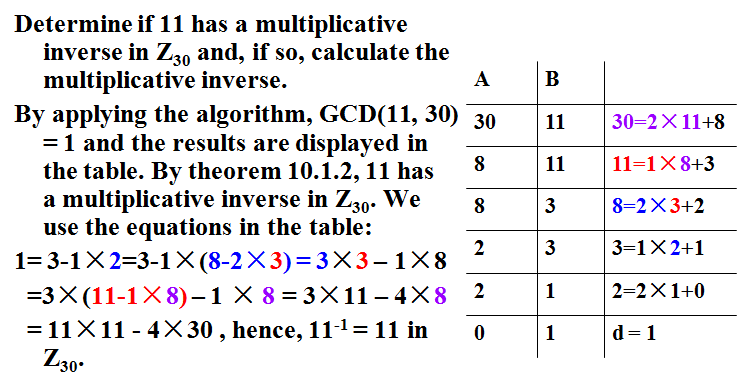 Determine if 11 has a multiplicative
inverse in Z₃₀ and, if so, calculate the
multiplicative inverse.
By applying the algorithm, GCD(11, 30)
= 1 and the results are displayed in
the table. By theorem 10.1.2, 11 has
a multiplicative inverse in Z₃₀. We
use the equations in the table:
1= 3-1×2=3-1×(8-2×3)=3×3 – 1×8
=3×(11-1×8) – 1 × 8 = 3×11 – 4×8
= 11×11 - 4×30 , hence, 11⁻¹ = 11 in
Z₃₀.
A B
30 11 30=2×11+8
8 11 11=1×8+3
8 3 8=2×3+2
2 3 3=1×2+1
2 1 2=2×1+0
0 1 d = 1